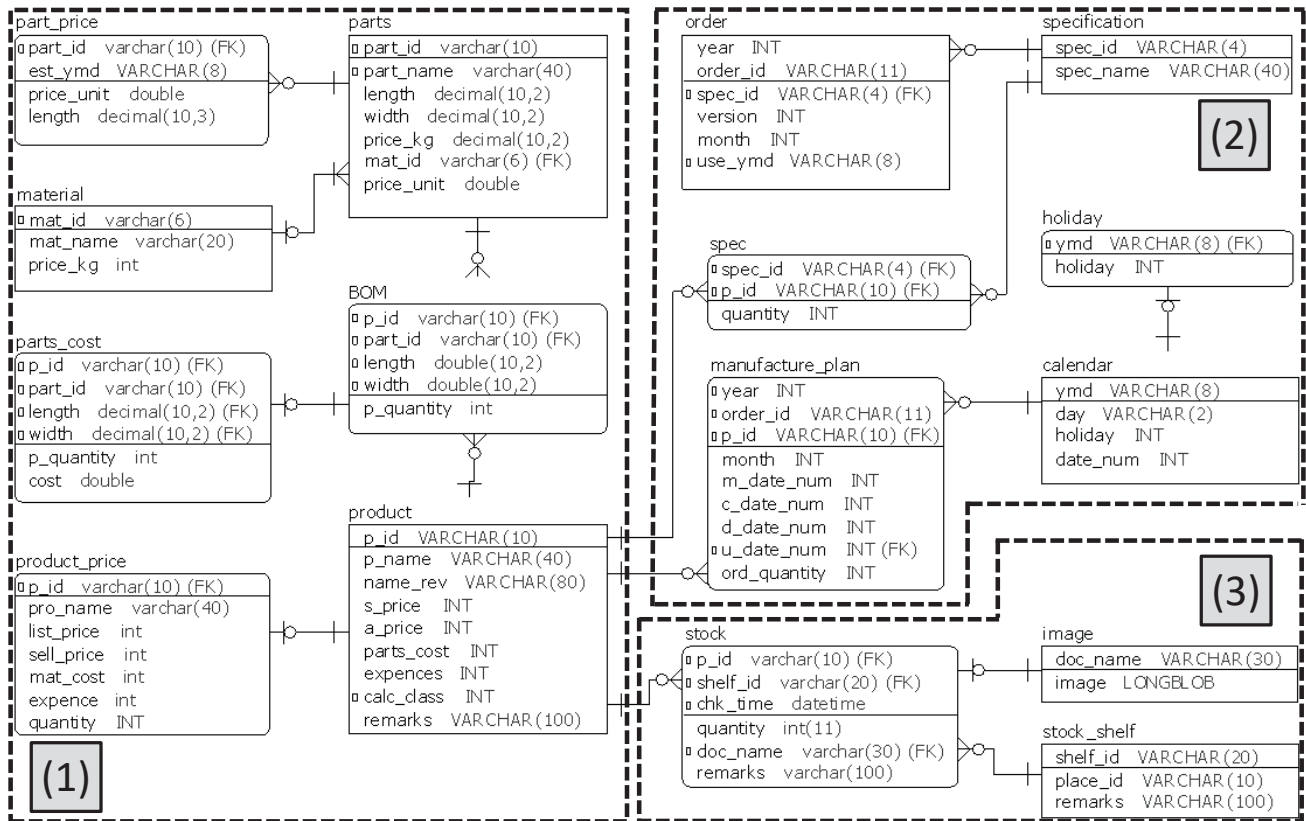 part_price
part_id varchar(10) (FK)
est_ymd VARCHAR(8)
price_unit double
length decimal(10,3)
parts
part_id varchar(10)
part_name varchar(40)
length decimal(10,2)
width decimal(10,2)
price_kg decimal(10,2)
mat_id varchar(6) (FK)
price_unit double
material
mat_id varchar(6)
mat_name varchar(20)
price_kg int
BOM
p_id varchar(10) (FK)
part_id varchar(10) (FK)
length double(10,2)
width double(10,2)
p_quantity int
parts_cost
p_id varchar(10) (FK)
part_id varchar(10) (FK)
length decimal(10,2) (FK)
width decimal(10,2) (FK)
p_quantity int
cost double
product
p_id VARCHAR(10)
p_name VARCHAR(40)
name_rev VARCHAR(80)
s_price INT
a_price INT
parts_cost INT
expences INT
calc_class INT
remarks VARCHAR(100)
product_price
p_id varchar(10) (FK)
pro_name varchar(40)
list_price int
sell_price int
mat_cost int
expence int
quantity INT
(1)
order
year INT
order_id VARCHAR(11)
spec_id VARCHAR(4) (FK)
version INT
month INT
use_ymd VARCHAR(8)
specification
spec_id VARCHAR(4)
spec_name VARCHAR(40)
(2)
spec
spec_id VARCHAR(4) (FK)
p_id VARCHAR(10) (FK)
quantity INT
holiday
ymd VARCHAR(8) (FK)
holiday INT
manufacture_plan
year INT
order_id VARCHAR(11)
p_id VARCHAR(10) (FK)
month INT
m_date_num INT
c_date_num INT
d_date_num INT
u_date_num INT (FK)
ord_quantity INT
calendar
ymd VARCHAR(8)
day VARCHAR(2)
holiday INT
date_num INT
(3)
stock
p_id varchar(10) (FK)
shelf_id varchar(20) (FK)
chk_time datetime
quantity int(11)
doc_name varchar(30) (FK)
remarks varchar(100)
image
doc_name VARCHAR(30)
image LONGBLOB
stock_shelf
shelf_id VARCHAR(20)
place_id VARCHAR(10)
remarks VARCHAR(100)